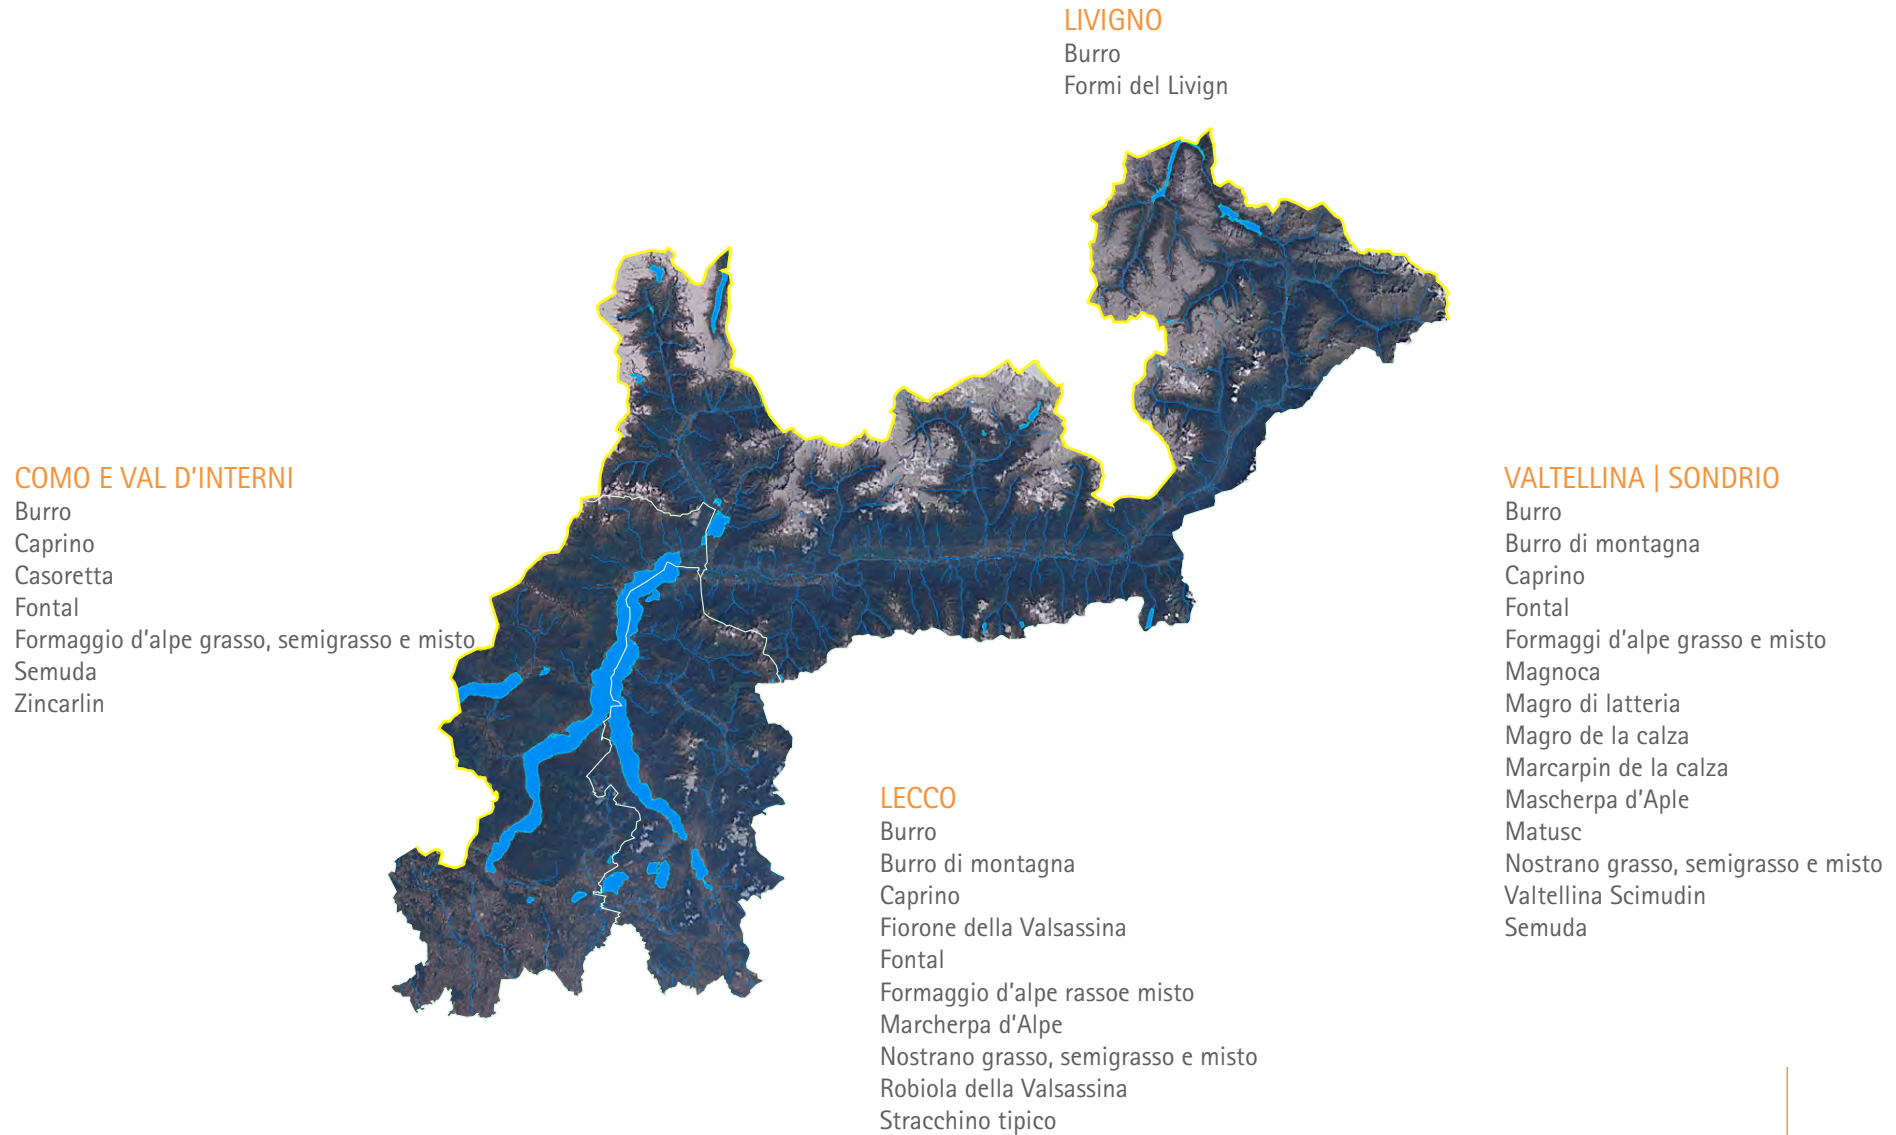 LIVIGNO
Burro
Formi del Livign
COMO E VAL D'INTERNI
Burro
Caprino
Casoretta
Fontal
Formaggio d'alpe grasso, semigrasso e misto
Semuda
Zincarlin
VALTELLINA | SONDRIO
Burro
Burro di montagna
Caprino
Fontal
Formaggi d'alpe grasso e misto
Magnoca
Magro di latteria
Magro de la calza
Marcarpin de la calza
Mascherpa d'Aple
Matusc
Nostrano grasso, semigrasso e misto
Valtellina Scimudin
Semuda
LECCO
Burro
Burro di montagna
Caprino
Fiorone della Valsassina
Fontal
Formaggio d'alpe rassoe misto
Marcherpa d'Alpe
Nostrano grasso, semigrasso e misto
Robiola della Valsassina
Stracchino tipico